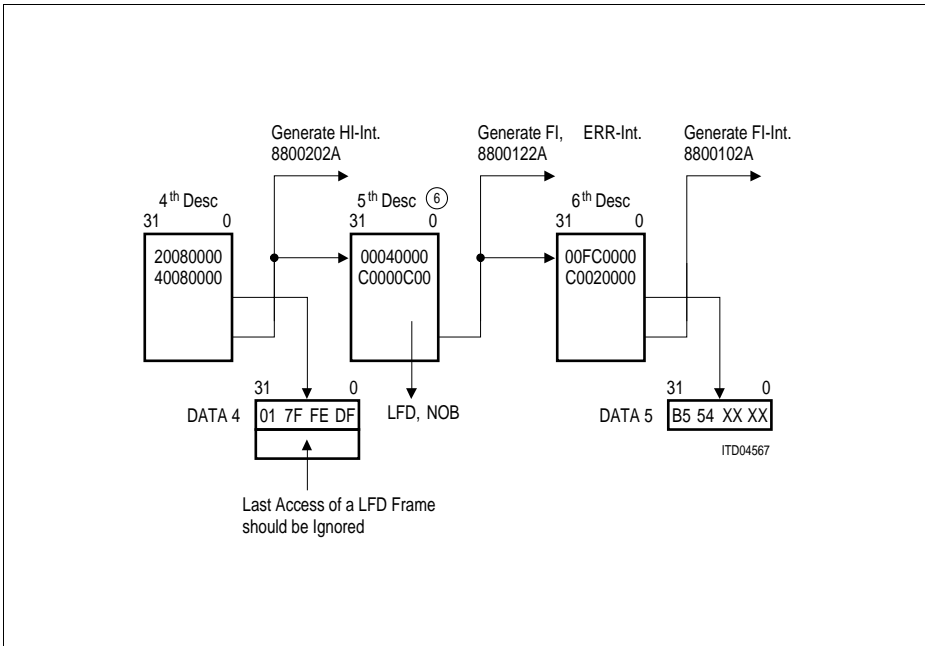 Generate HI-Int.
8800202A
Generate FI, ERR-Int.
8800122A
Generate FI-Int.
8800102A
4th Desc
31 0
20080000
40080000
5th Desc 6
31 0
00040000
C0000C00
6th Desc
31 0
00FC0000
C0020000
31 0
DATA 4 01 7F FE DF
LFD, NOB
31 0
DATA 5 B5 54 XX XX
ITD04567
Last Access of a LFD Frame
should be Ignored